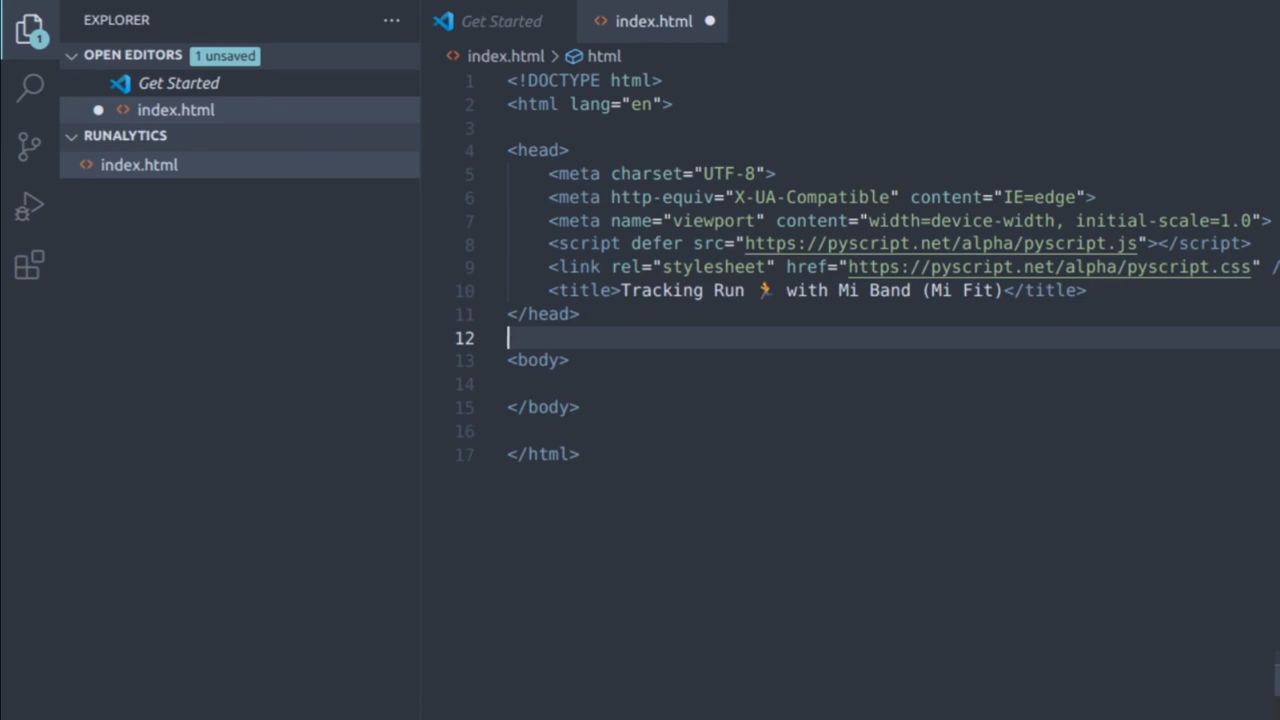 EXPLORER ...
1
OPEN EDITORS 1 unsaved
Get Started
index.html
RUNALYTICS
index.html
Get Started index.html
index.html > html
1 <!DOCTYPE html>
2 <html lang="en">
3
4 <head>
5 <meta charset="UTF-8">
6 <meta http-equiv="X-UA-Compatible" content="IE=edge">
7 <meta name="viewport" content="width=device-width, initial-scale=1.0">
8 <script defer src="https://pyscript.net/alpha/pyscript.js"></script>
9 <link rel="stylesheet" href="https://pyscript.net/alpha/pyscript.css" /
10 <title>Tracking Run 🏃 with Mi Band (Mi Fit)</title>
11 </head>
12
13 <body>
14
15 </body>
16
17 </html>